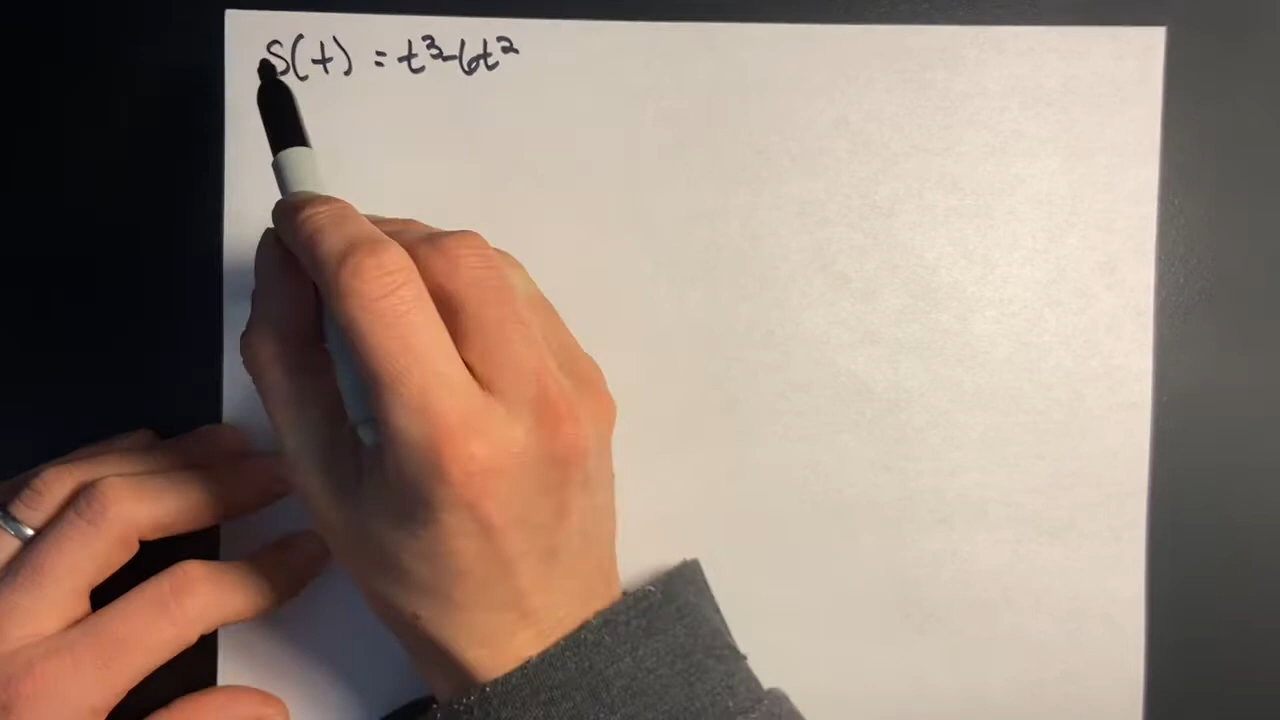 S(t) = t³-6t²